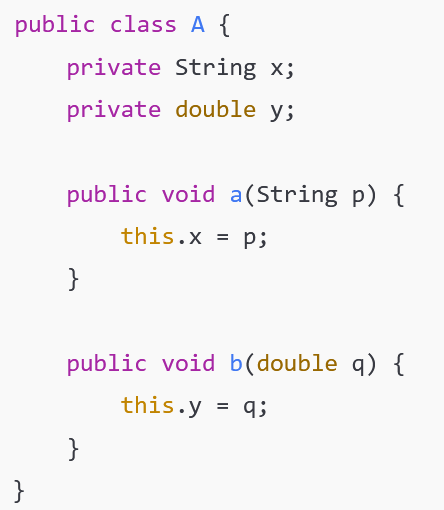 public class A {
    private String x;
    private double y;

    public void a(String p) {
        this.x = p;
    }

    public void b(double q) {
        this.y = q;
    }
}